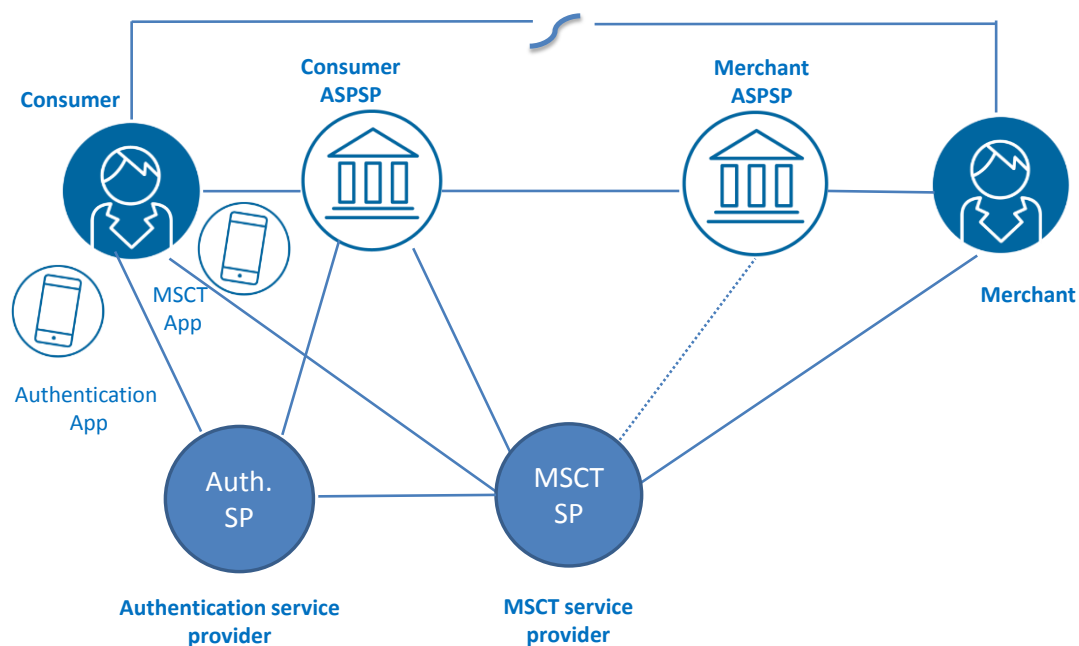 Consumer
Consumer
ASPSP
Merchant
ASPSP
MSCT
App
Merchant
Authentication
App
Auth.
SP
MSCT
SP
Authentication service
provider
MSCT service
provider